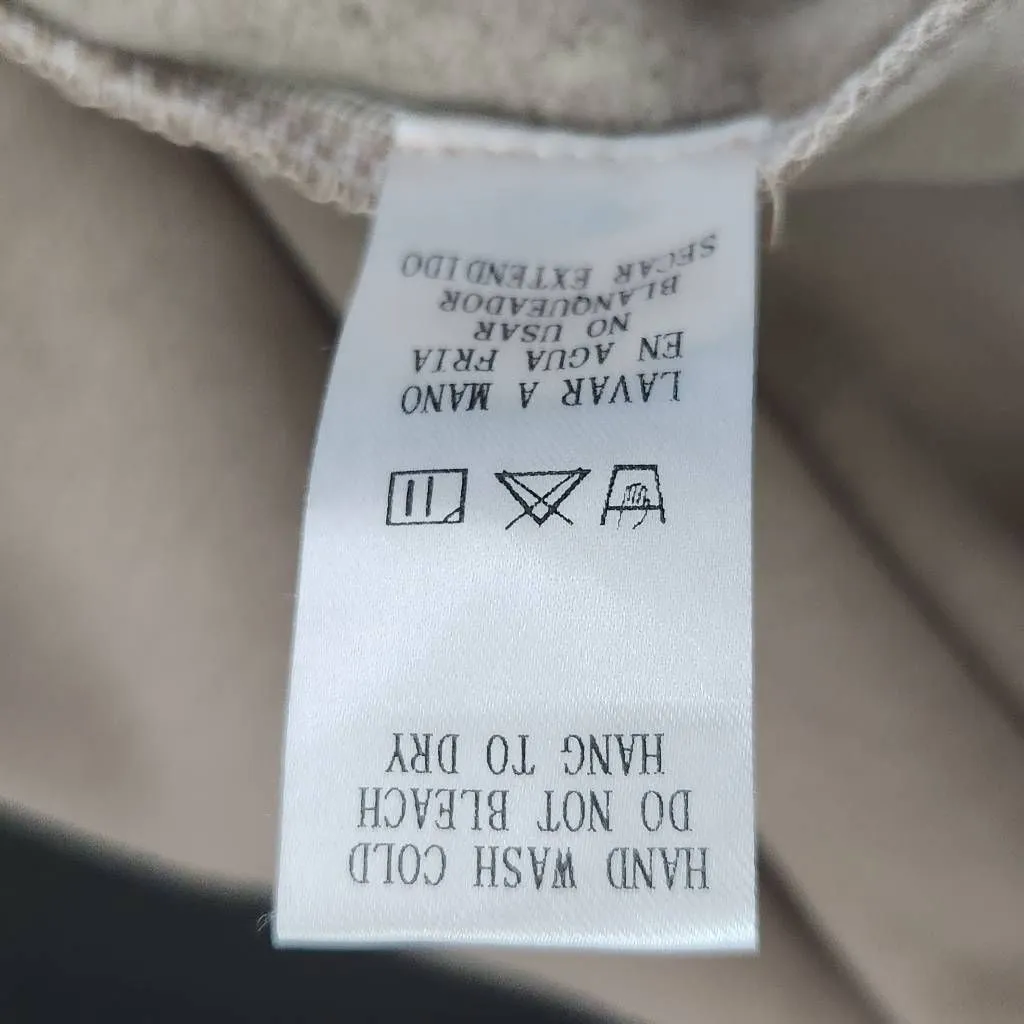 HAND WASH COLD
DO NOT BLEACH
HANG TO DRY
LAVAR A MANO
EN AGUA FRIA
NO USAR
BLANQUEADOR
SECAR EXTENDIDO